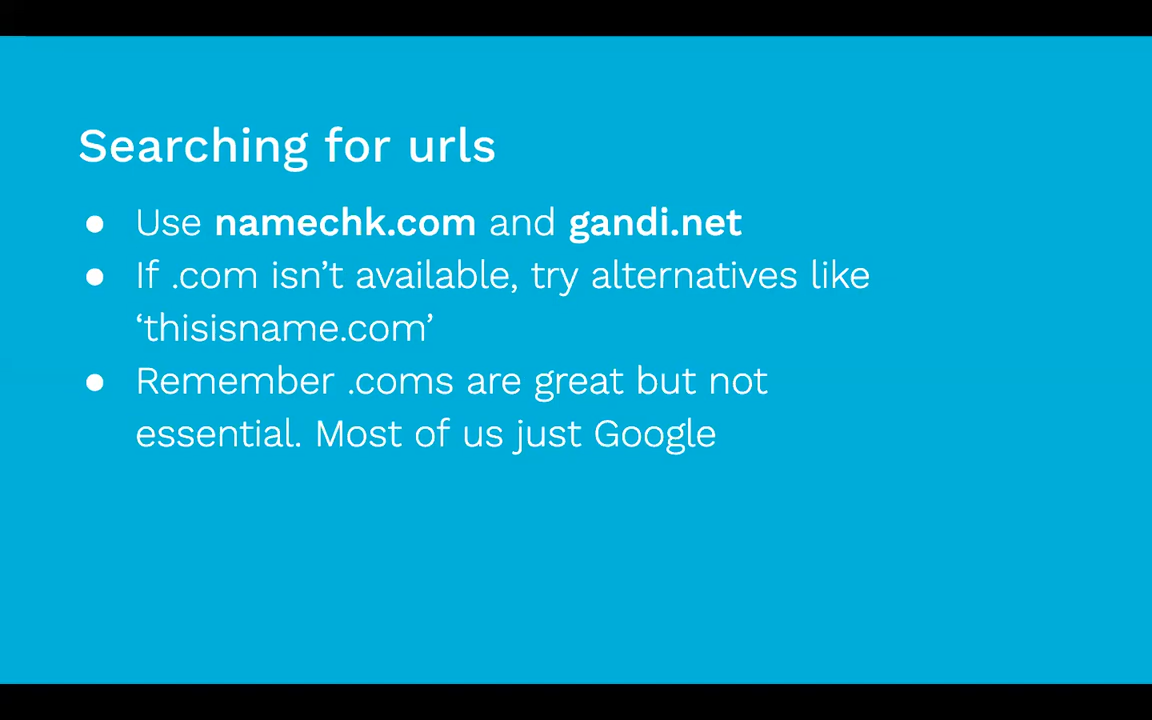 Searching for urls
● Use namechk.com and gandi.net
● If .com isn’t available, try alternatives like
‘thisisname.com’
● Remember .coms are great but not
essential. Most of us just Google